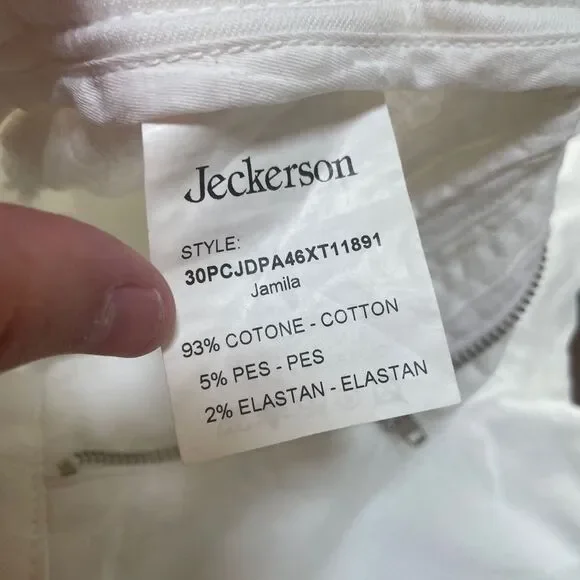 Jeckerson
STYLE:
30PCJDPA46XT11891
Jamila
93% COTONE - COTTON
5% PES - PES
2% ELASTAN - ELASTAN